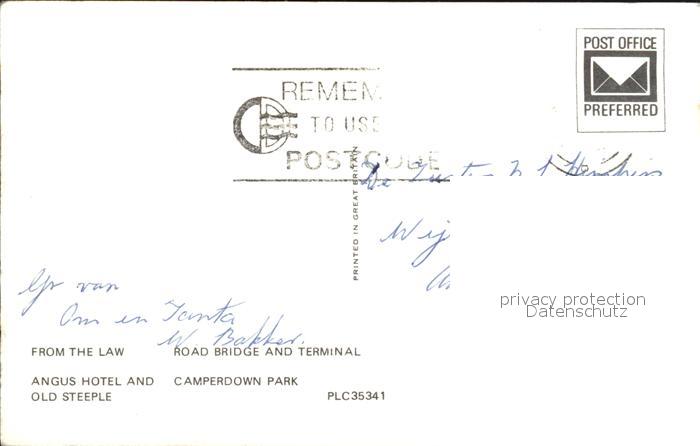 POST OFFICE
PREFERRED
REMEM
TO USE
POSTCODE
PRINTED IN GREAT BRITAIN
Wij
privacy protection
Datenschutz
van
Om en Tanta
W. Bakker.
FROM THE LAW ROAD BRIDGE AND TERMINAL
ANGUS HOTEL AND CAMPERDOWN PARK
OLD STEEPLE PLC35341